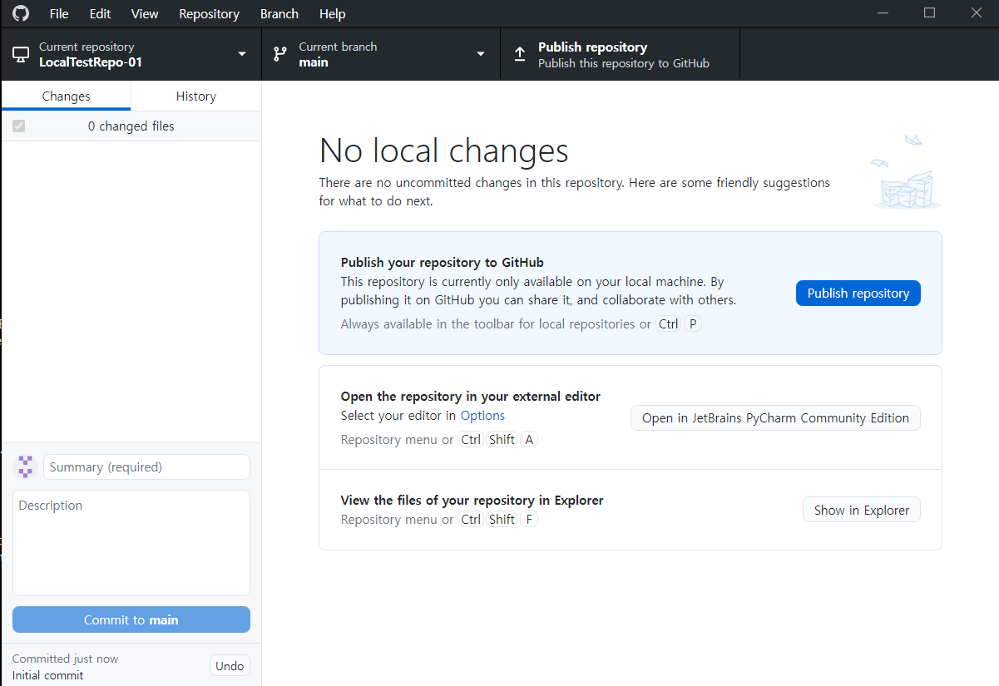 File Edit View Repository Branch Help
Current repository
LocalTestRepo-01
Current branch
main
Publish repository
Publish this repository to GitHub
Changes
History
0 changed files
No local changes
There are no uncommitted changes in this repository. Here are some friendly suggestions
for what to do next.
Publish your repository to GitHub
This repository is currently only available on your local machine. By
publishing it on GitHub you can share it, and collaborate with others.
Always available in the toolbar for local repositories or Ctrl P
Publish repository
Open the repository in your external editor
Select your editor in Options
Repository menu or Ctrl Shift A
Open in JetBrains PyCharm Community Edition
View the files of your repository in Explorer
Repository menu or Ctrl Shift F
Show in Explorer
Summary (required)
Description
Commit to main
Committed just now
Initial commit
Undo